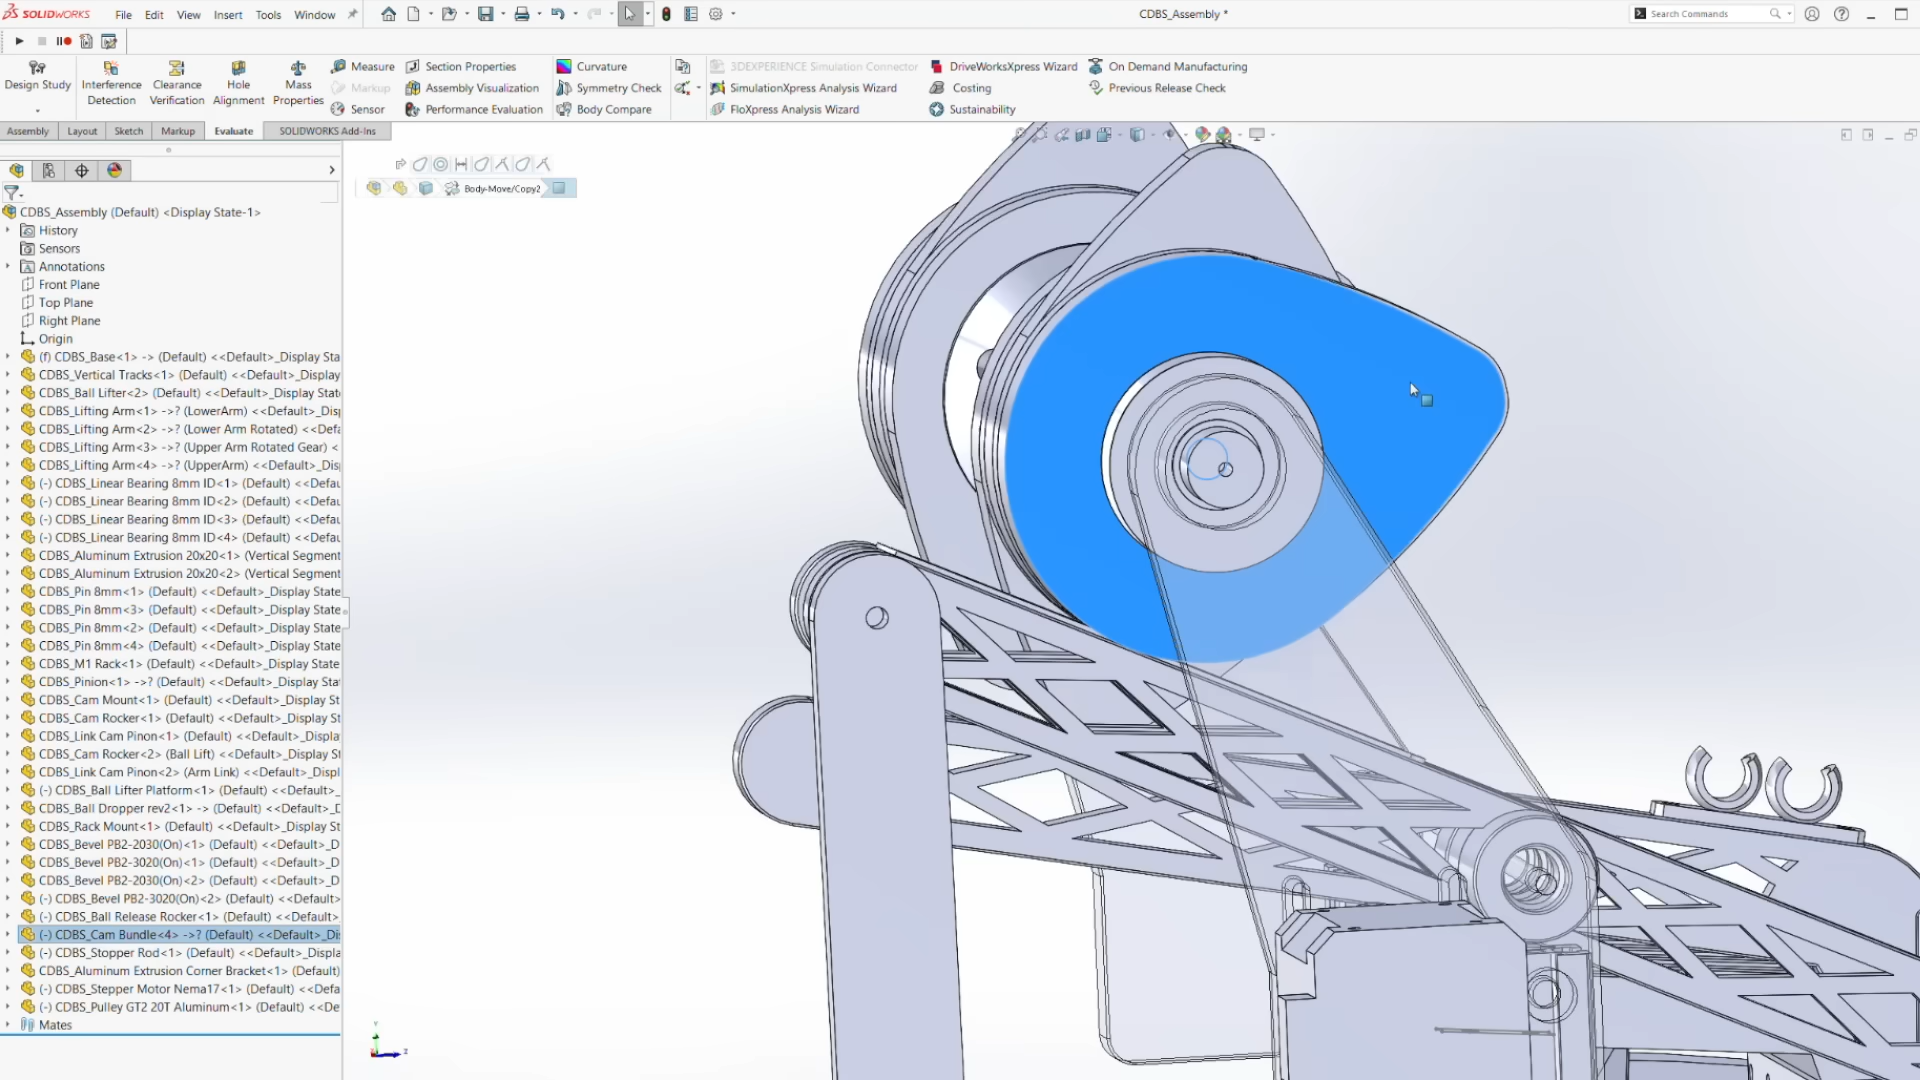 SOLIDWORKS File Edit View Insert Tools Window CDBS_Assembly * Search Commands
Design Study Interference Detection Clearance Verification Hole Alignment Mass Properties
Measure Section Properties Curvature 3DEXPERIENCE Simulation Connector DriveWorksXpress Wizard On Demand Manufacturing
Markup Assembly Visualization Symmetry Check SimulationXpress Analysis Wizard Costing Previous Release Check
Sensor Performance Evaluation Body Compare FloXpress Analysis Wizard Sustainability
Assembly Layout Sketch Markup Evaluate SOLIDWORKS Add-Ins
Body-Move/Copy2
CDBS_Assembly (Default) <Display State-1>
History
Sensors
Annotations
Front Plane
Top Plane
Right Plane
Origin
(f) CDBS_Base<1> -> (Default) <<Default>_Display Sta
CDBS_Vertical Tracks<1> (Default) <<Default>_Display
CDBS_Ball Lifter<2> (Default) <<Default>_Display Stat
CDBS_Lifting Arm<1> ->? (LowerArm) <<Default>_Dis
CDBS_Lifting Arm<2> ->? (Lower Arm Rotated) <<Defa
CDBS_Lifting Arm<3> ->? (Upper Arm Rotated Gear) <
CDBS_Lifting Arm<4> ->? (UpperArm) <<Default>_Dis
(-) CDBS_Linear Bearing 8mm ID<1> (Default) <<Defau
(-) CDBS_Linear Bearing 8mm ID<2> (Default) <<Defau
(-) CDBS_Linear Bearing 8mm ID<3> (Default) <<Defau
(-) CDBS_Linear Bearing 8mm ID<4> (Default) <<Defau
CDBS_Aluminum Extrusion 20x20<1> (Vertical Segment
CDBS_Aluminum Extrusion 20x20<2> (Vertical Segment
CDBS_Pin 8mm<1> (Default) <<Default>_Display State
CDBS_Pin 8mm<3> (Default) <<Default>_Display State
CDBS_Pin 8mm<2> (Default) <<Default>_Display State
CDBS_Pin 8mm<4> (Default) <<Default>_Display State
CDBS_M1 Rack<1> (Default) <<Default>_Display State
CDBS_Pinion<1> ->? (Default) <<Default>_Display Sta
CDBS_Cam Mount<1> (Default) <<Default>_Display St
CDBS_Cam Rocker<1> (Default) <<Default>_Display St
CDBS_Link Cam Pinon<1> (Default) <<Default>_Displa
CDBS_Cam Rocker<2> (Ball Lift) <<Default>_Display St
CDBS_Link Cam Pinon<2> (Arm Link) <<Default>_Displ
(-) CDBS_Ball Lifter Platform<1> (Default) <<Default>_
CDBS_Ball Dropper rev2<1> -> (Default) <<Default>_D
CDBS_Rack Mount<1> (Default) <<Default>_Display St
CDBS_Bevel PB2-2030(On)<1> (Default) <<Default>_D
CDBS_Bevel PB2-3020(On)<1> (Default) <<Default>_D
CDBS_Bevel PB2-2030(On)<2> (Default) <<Default>_D
(-) CDBS_Bevel PB2-3020(On)<2> (Default) <<Default>
(-) CDBS_Ball Release Rocker<1> (Default) <<Default>_
(-) CDBS_Cam Bundle<4> ->? (Default) <<Default>_Dis
(-) CDBS_Stopper Rod<1> (Default) <<Default>_Displa
CDBS_Aluminum Extrusion Corner Bracket<1> (Default)
(-) CDBS_Stepper Motor Nema17<1> (Default) <<Defa
(-) CDBS_Pulley GT2 20T Aluminum<1> (Default) <<De
Mates